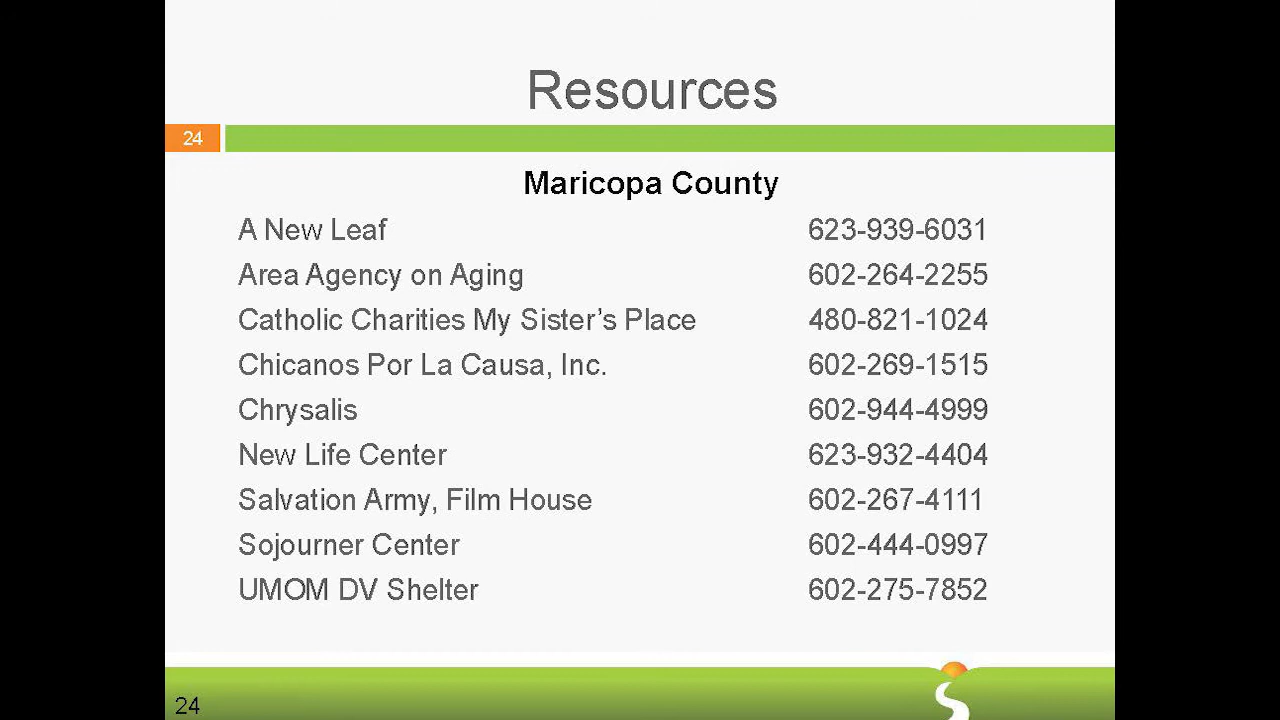 Resources
24
Maricopa County
A New Leaf 623-939-6031
Area Agency on Aging 602-264-2255
Catholic Charities My Sister’s Place 480-821-1024
Chicanos Por La Causa, Inc. 602-269-1515
Chrysalis 602-944-4999
New Life Center 623-932-4404
Salvation Army, Film House 602-267-4111
Sojourner Center 602-444-0997
UMOM DV Shelter 602-275-7852
24